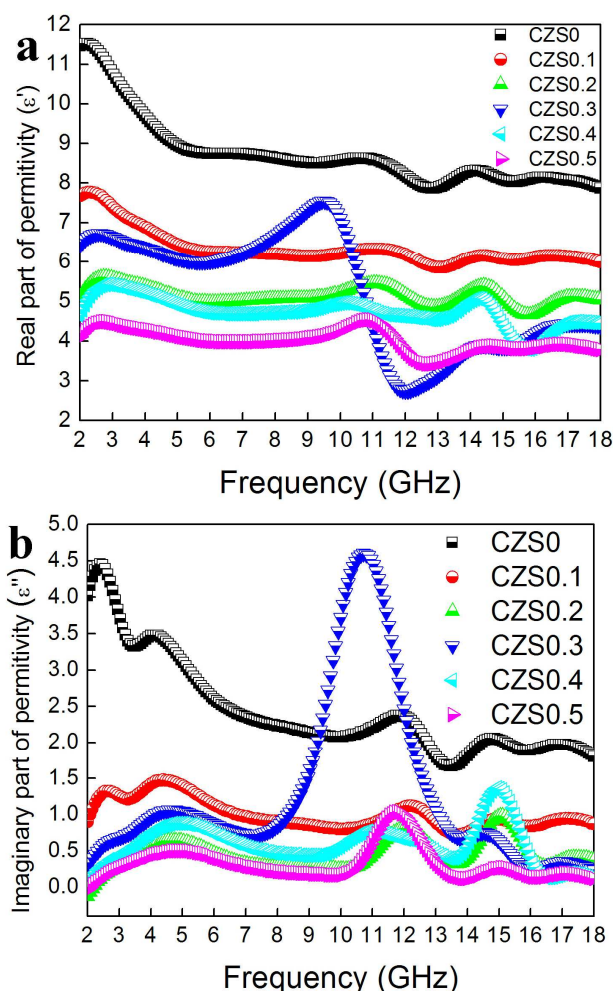 a
CZS0
CZS0.1
CZS0.2
CZS0.3
CZS0.4
CZS0.5
Real part of permitivity (ε')
12
11
10
9
8
7
6
5
4
3
2
2 3 4 5 6 7 8 9 10 11 12 13 14 15 16 17 18
Frequency (GHz)
b
CZS0
CZS0.1
CZS0.2
CZS0.3
CZS0.4
CZS0.5
Imaginary part of permitivity (ε'')
5.0
4.5
4.0
3.5
3.0
2.5
2.0
1.5
1.0
0.5
0.0
2 3 4 5 6 7 8 9 10 11 12 13 14 15 16 17 18
Frequency (GHz)